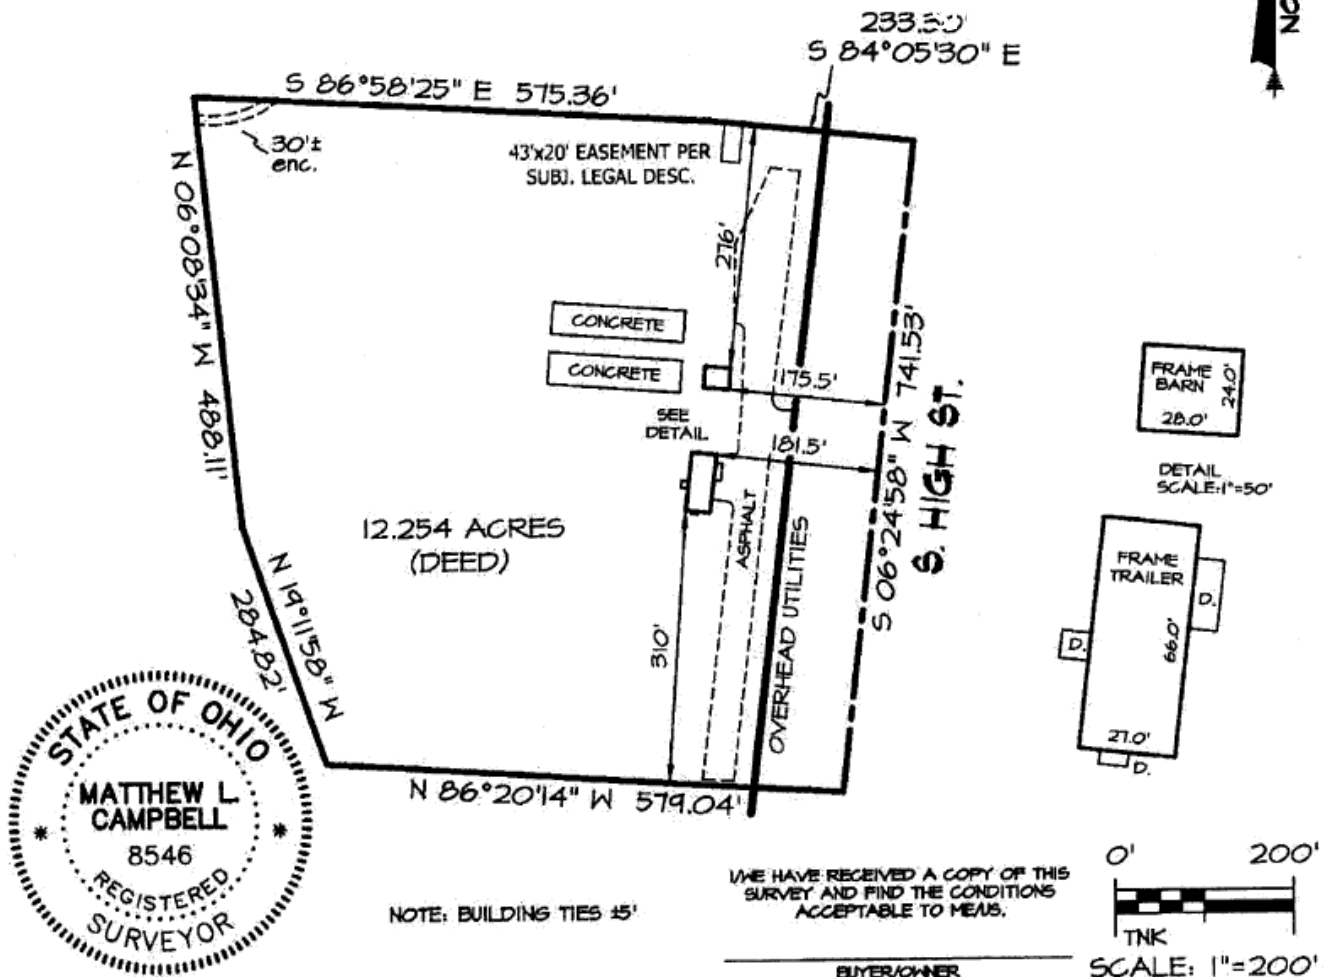 233.50'
S 84°05'30" E
S 86°58'25" E 575.36'
30'±
enc.
43'x20' EASEMENT PER
SUBJ. LEGAL DESC.
N 06°08'34" W 488.11'
276'
CONCRETE
CONCRETE
175.5'
SEE
DETAIL
181.5'
S 06°24'58" W 741.53'
S. HIGH ST.
12.254 ACRES
(DEED)
ASPHALT
OVERHEAD UTILITIES
310'
N 19°11'58" W
284.82'
N 86°20'14" W 579.04'
FRAME
BARN
24.0'
28.0'
DETAIL
SCALE:1"=50'
FRAME
TRAILER
D.
D.
66.0'
27.0'
D.
STATE OF OHIO
MATTHEW L.
CAMPBELL
8546
REGISTERED
SURVEYOR
NOTE: BUILDING TIES ±5'
I/WE HAVE RECEIVED A COPY OF THIS
SURVEY AND FIND THE CONDITIONS
ACCEPTABLE TO ME/US.
BUYER/OWNER
0' 200'
TNK
SCALE: 1"=200'